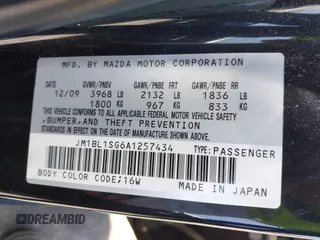 MFD. BY MAZDA MOTOR CORPORATION
GVWR/PNBV GAWR/PNBE FRT GAWR/PNBE RR
12/09 3968 LB 2132 LB 1836 LB
1800 KG 967 KG 833 KG
THIS VEHICLE CONFORMS TO ALL APPLICABLE FEDERAL MOTOR VEHICLE SAFETY
, BUMPER, AND THEFT PREVENTION
STANDARDS IN EFFECT ON THE DATE OF MANUFACTURE SHOWN ABOVE.
JM1BL1SG6A1257434 TYPE:PASSENGER
BODY COLOR CODE;16W MADE IN JAPAN
DREAMBID